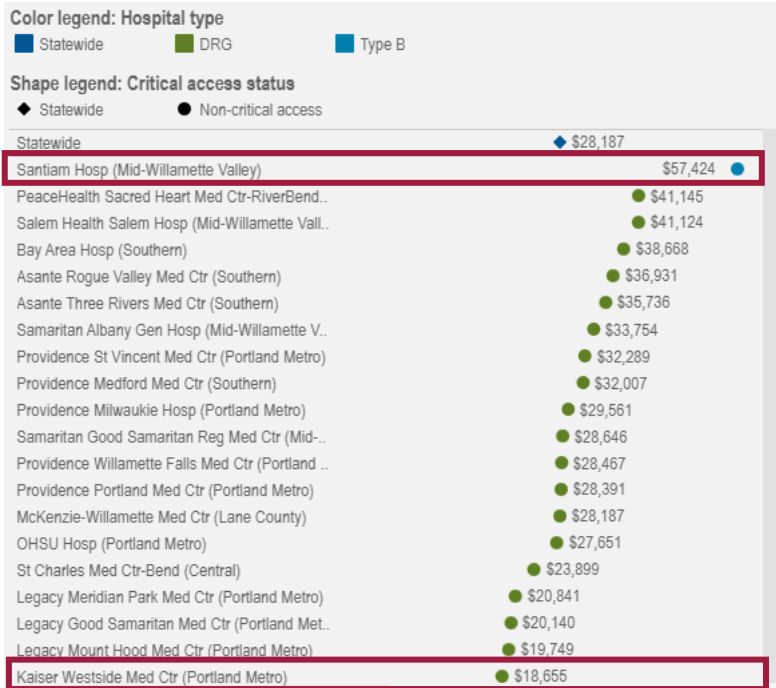 Color legend: Hospital type
Statewide DRG Type B
Shape legend: Critical access status
Statewide Non-critical access
Statewide $28,187
Santiam Hosp (Mid-Willamette Valley) $57,424
PeaceHealth Sacred Heart Med Ctr-RiverBend.. $41,145
Salem Health Salem Hosp (Mid-Willamette Vall.. $41,124
Bay Area Hosp (Southern) $38,668
Asante Rogue Valley Med Ctr (Southern) $36,931
Asante Three Rivers Med Ctr (Southern) $35,736
Samaritan Albany Gen Hosp (Mid-Willamette V... $33,754
Providence St Vincent Med Ctr (Portland Metro) $32,289
Providence Medford Med Ctr (Southern) $32,007
Providence Milwaukie Hosp (Portland Metro) $29,561
Samaritan Good Samaritan Reg Med Ctr (Mid-.. $28,646
Providence Willamette Falls Med Ctr (Portland .. $28,467
Providence Portland Med Ctr (Portland Metro) $28,391
McKenzie-Willamette Med Ctr (Lane County) $28,187
OHSU Hosp (Portland Metro) $27,651
St Charles Med Ctr-Bend (Central) $23,899
Legacy Meridian Park Med Ctr (Portland Metro) $20,841
Legacy Good Samaritan Med Ctr (Portland Met.. $20,140
Legacy Mount Hood Med Ctr (Portland Metro) $19,749
Kaiser Westside Med Ctr (Portland Metro) $18,655